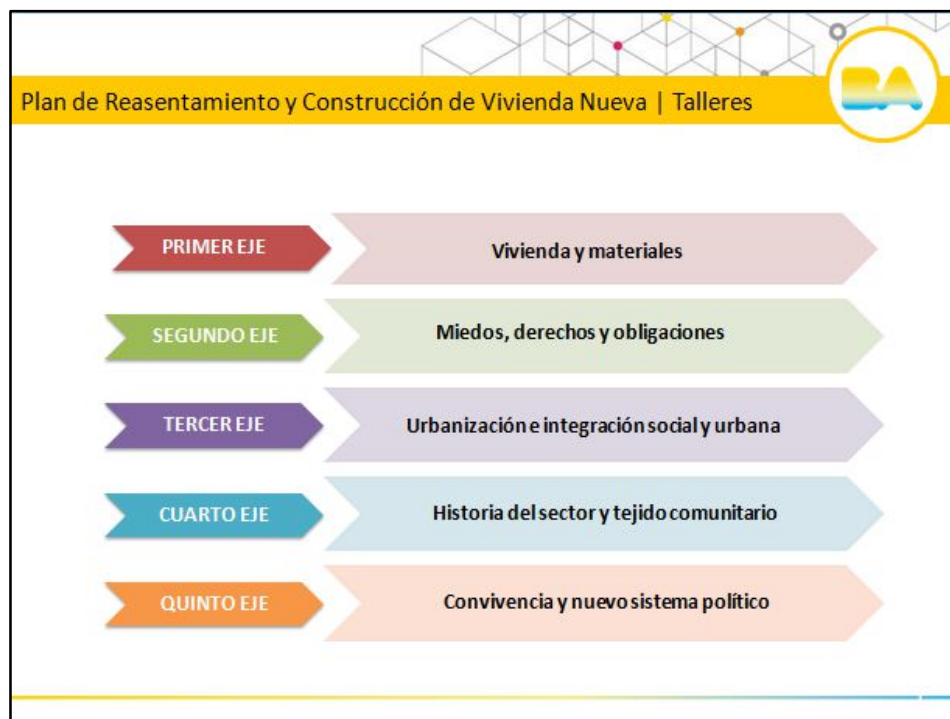 Plan de Reasentamiento y Construcción de Vivienda Nueva | Talleres
BA
PRIMER EJE
Vivienda y materiales
SEGUNDO EJE
Miedos, derechos y obligaciones
TERCER EJE
Urbanización e integración social y urbana
CUARTO EJE
Historia del sector y tejido comunitario
QUINTO EJE
Convivencia y nuevo sistema político